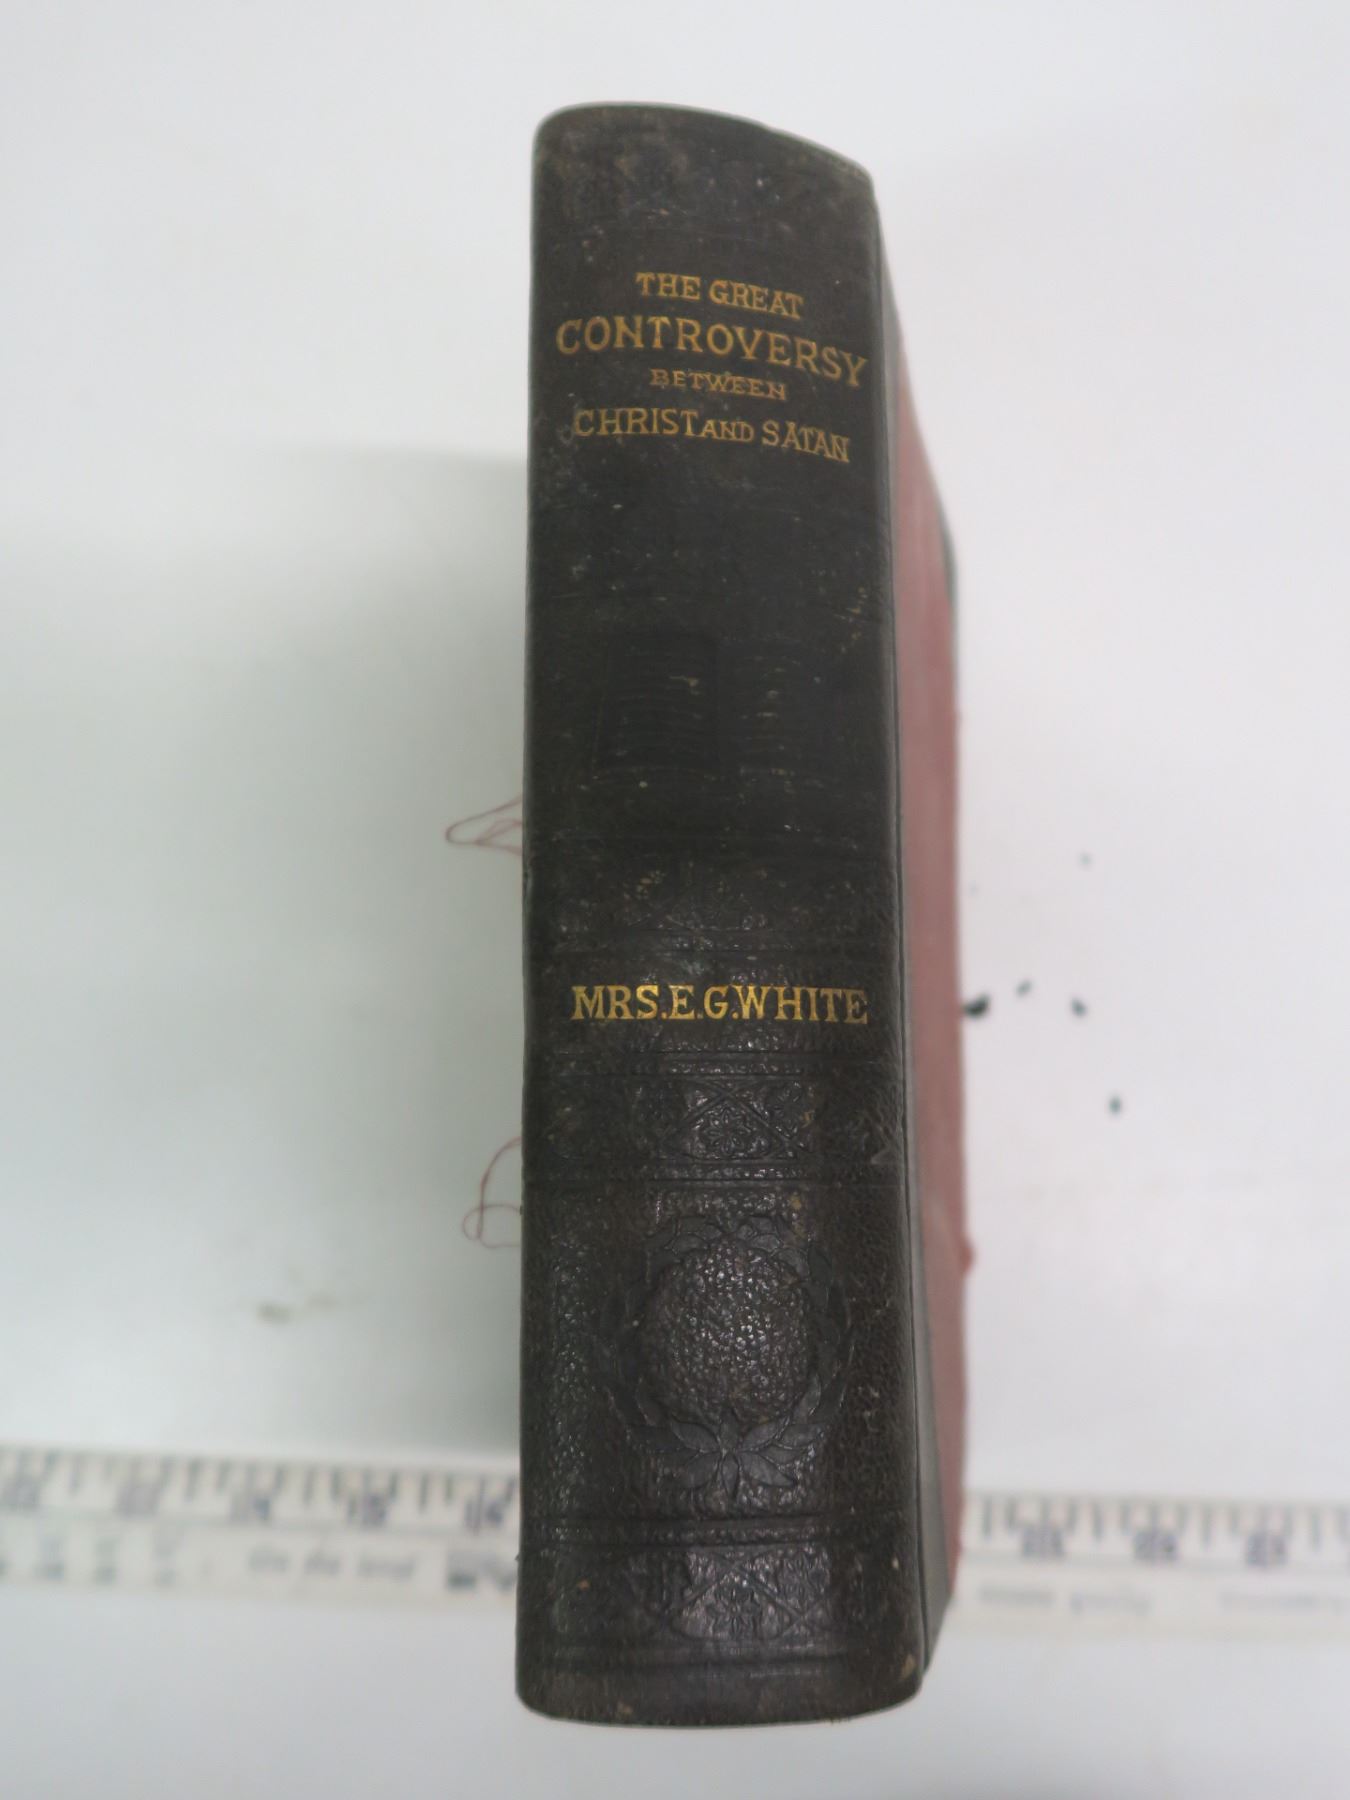 THE GREAT
CONTROVERSY
BETWEEN
CHRIST AND SATAN
MRS. E. G. WHITE